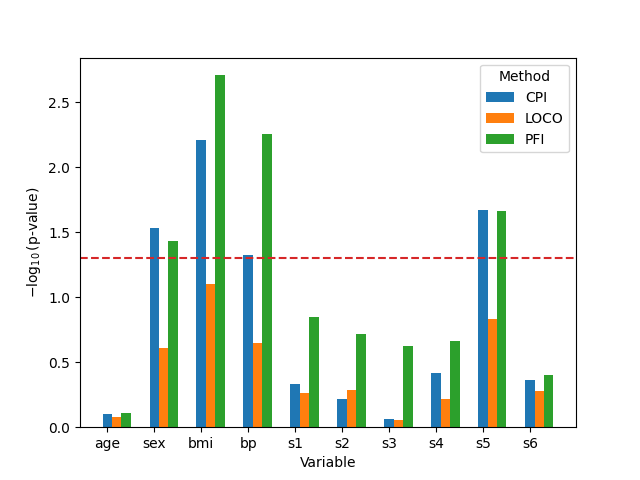 Method
CPI
LOCO
PFI
2.5
2.0
1.5
1.0
0.5
0.0
−log₁₀(p-value)
age sex bmi bp s1 s2 s3 s4 s5 s6
Variable